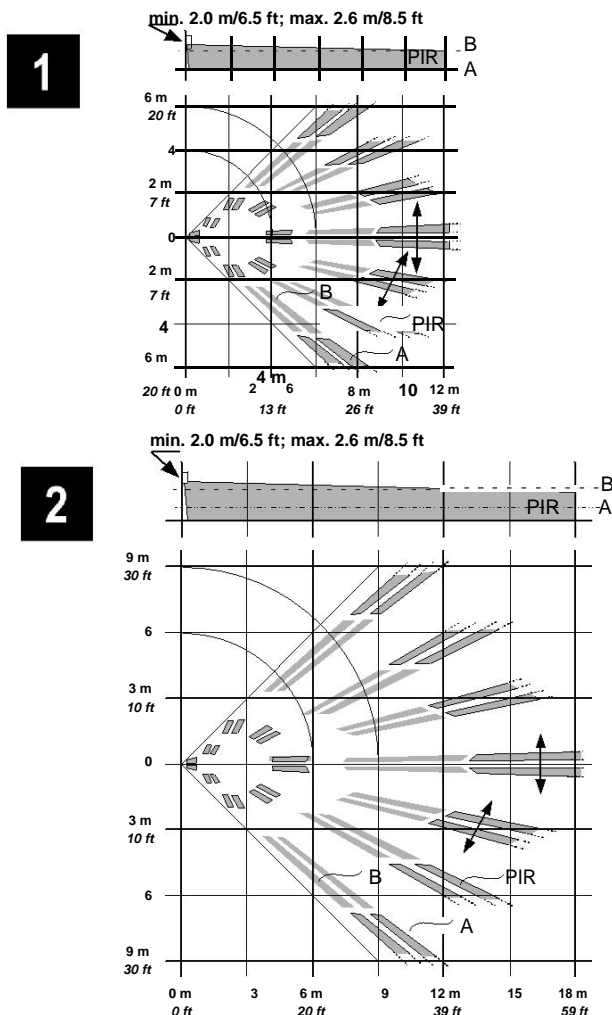 min. 2.0 m/6.5 ft; max. 2.6 m/8.5 ft
1
B
PIR
A
6 m
20 ft
4
2 m
7 ft
0
2 m
7 ft
B
4
PIR
A
6 m
4 m
20 ft 0 m 2 6 8 m 10 12 m
0 ft 13 ft 26 ft 39 ft
min. 2.0 m/6.5 ft; max. 2.6 m/8.5 ft
2
B
PIR A
9 m
30 ft
6
3 m
10 ft
0
3 m
10 ft
B
PIR
6
A
9 m
30 ft
0 m 3 6 m 9 12 m 15 18 m
0 ft 20 ft 39 ft 59 ft